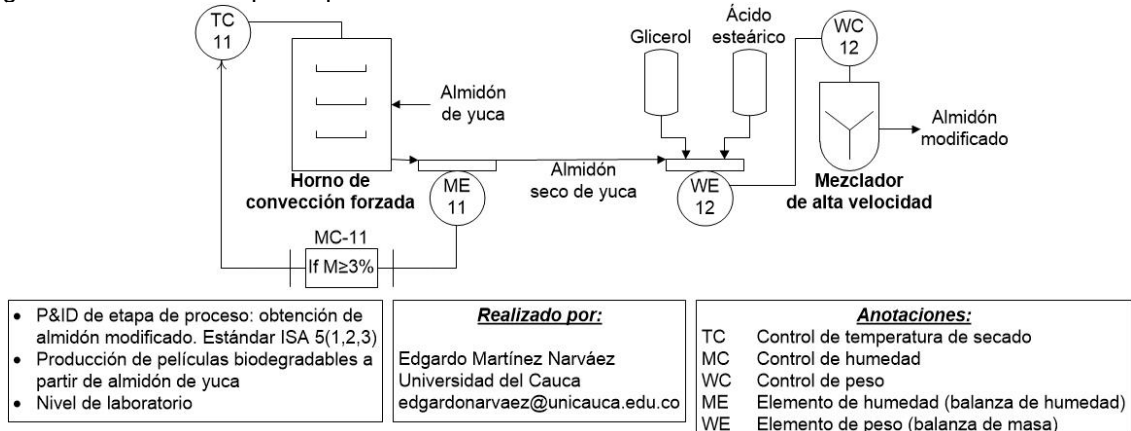 TC
11
Glicerol
Ácido
esteárico
WC
12
Almidón
de yuca
Almidón
modificado
Horno de
convección forzada
ME
11
Almidón
seco de yuca
WE
12
Mezclador
de alta velocidad
MC-11
If M≥3%
• P&ID de etapa de proceso: obtención de
almidón modificado. Estándar ISA 5(1,2,3)
• Producción de películas biodegradables a
partir de almidón de yuca
• Nivel de laboratorio
Realizado por:
Edgardo Martínez Narváez
Universidad del Cauca
edgardonarvaez@unicauca.edu.co
Anotaciones:
TC Control de temperatura de secado
MC Control de humedad
WC Control de peso
ME Elemento de humedad (balanza de humedad)
WE Elemento de peso (balanza de masa)